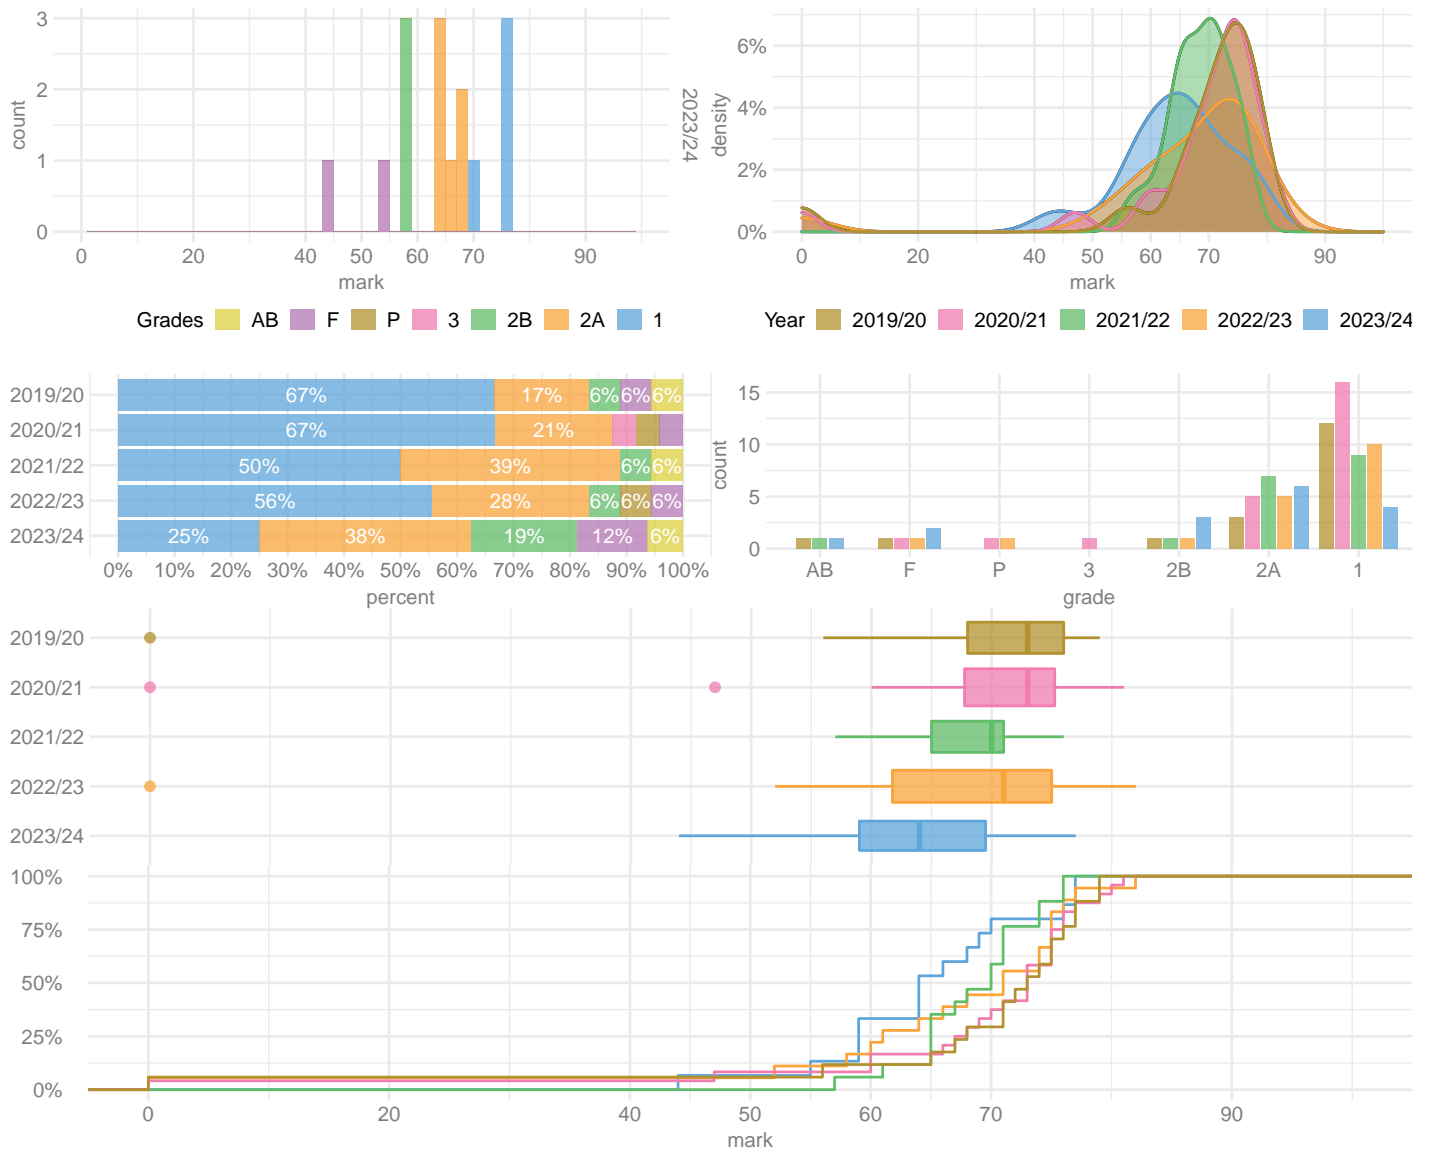 3
2
1
0
count
0 20 40 50 60 70 90
mark
2023/24
6%
4%
2%
0%
density
0 20 40 50 60 70 90
mark
Grades AB F P 3 2B 2A 1
Year 2019/20 2020/21 2021/22 2022/23 2023/24
2019/20 67% 17% 6% 6% 6%
2020/21 67% 21%
2021/22 50% 39% 6% 6%
2022/23 56% 28% 6% 6% 6%
2023/24 25% 38% 19% 12% 6%
0% 10% 20% 30% 40% 50% 60% 70% 80% 90% 100%
percent
15
10
5
0
count
AB F P 3 2B 2A 1
grade
2019/20
2020/21
2021/22
2022/23
2023/24
100%
75%
50%
25%
0%
0 20 40 50 60 70 90
mark